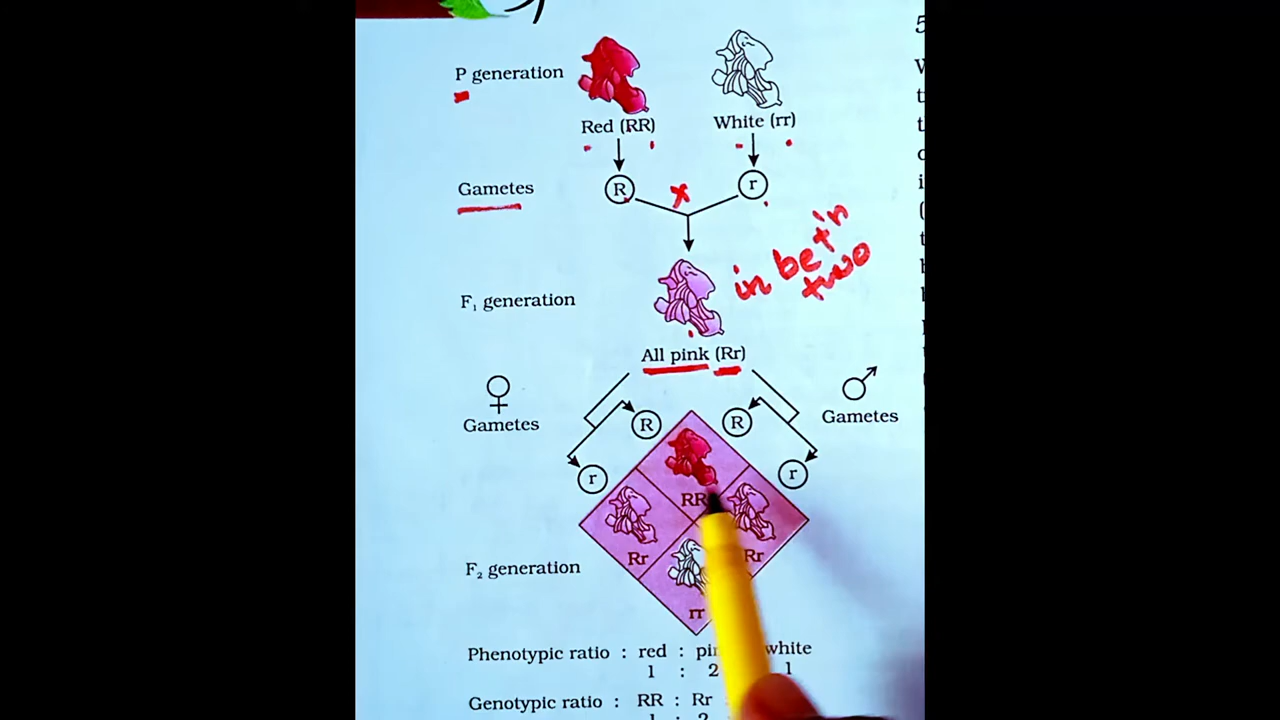 P generation
Red (RR) White (rr)
Gametes R r
x
in bet'n
two
F₁ generation
All pink (Rr)
Gametes Gametes
R R
r r
RR
Rr Rr
rr
F₂ generation
Phenotypic ratio : red : white
1 : 2 1
Genotypic ratio : RR : Rr